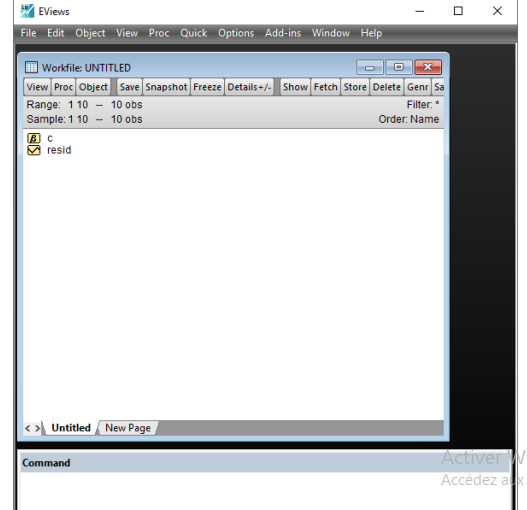 EViews
File Edit Object View Proc Quick Options Add-ins Window Help
Workfile: UNTITLED
View Proc Object Save Snapshot Freeze Details+/- Show Fetch Store Delete Genr Sa
Range: 1 10 -- 10 obs Filter: *
Sample: 1 10 -- 10 obs Order: Name
c
resid
Untitled New Page
Command
Activer W
Accédez aux